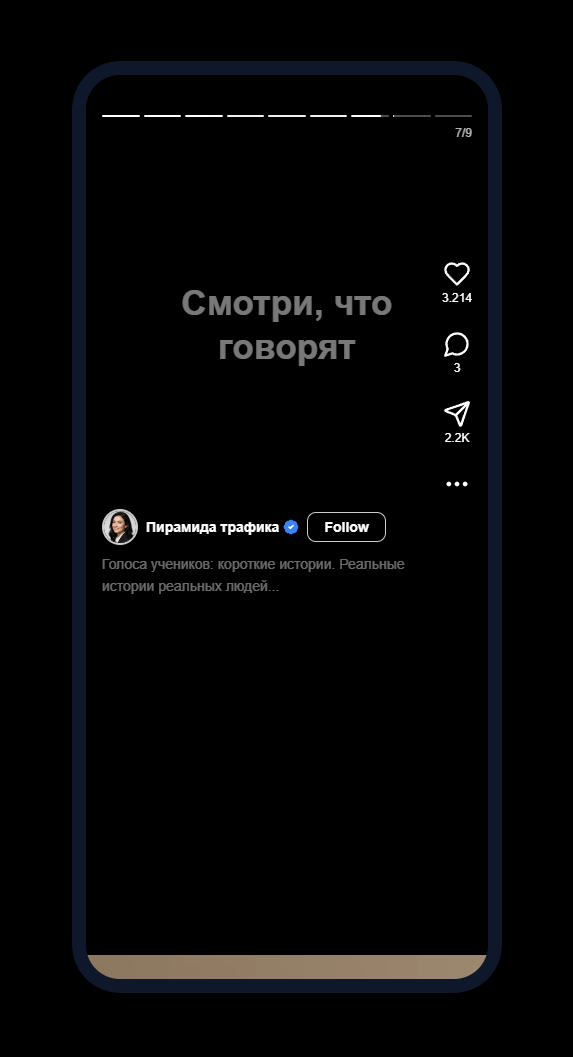 7/9
Смотри, что
говорят
3.214
3
2.2K
Пирамида трафика Follow
Голоса учеников: короткие истории. Реальные
истории реальных людей...